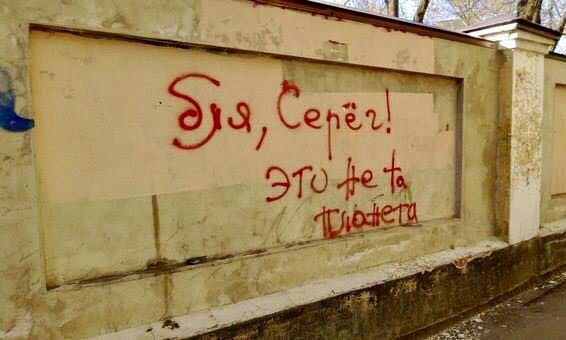 бля, Серёг!
это не та
планета